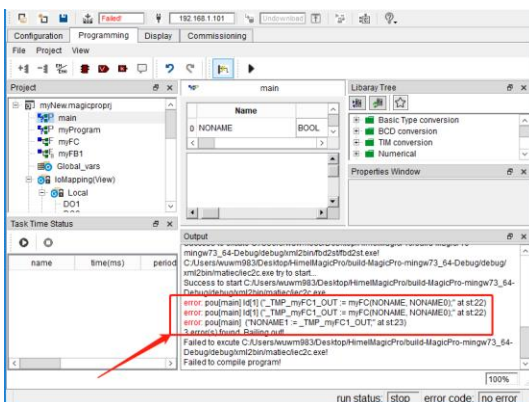 Failed!
192.168.1.101
Undownload
Configuration Programming Display Commissioning
File Project View
Project
main
Libaray Tree
myNew.magicproprj
main
myProgram
myFC
myFB1
Global_vars
IoMapping(View)
Local
DO1
Name
0 NONAME BOOL
Basic Type conversion
BCD conversion
TIM conversion
Numerical
Properties Window
Task Time Status
name time(ms) period
Output
mingw73_64-Debug/debug/xml2bin/fbd2st/fbd2st.exe!
C:/Users/wuwm983/Desktop/HimelMagicPro/build-MagicPro-mingw73_64-Debug/debug/
xml2bin/matiec/iec2c.exe try to start...
Success to start C:/Users/wuwm983/Desktop/HimelMagicPro/build-MagicPro-mingw73_64-
Debug/debug/xml2bin/matiec/iec2c.exe
error: pou[main] Id[1] ("_TMP_myFC1_OUT := myFC(NONAME, NONAME0);" at st:22)
error: pou[main] Id[1] ("_TMP_myFC1_OUT := myFC(NONAME, NONAME0);" at st:22)
error: pou[main] ("NONAME1 := _TMP_myFC1_OUT;" at st:23)
3 error(s) found. Bailing out!
Failed to excute C:/Users/wuwm983/Desktop/HimelMagicPro/build-MagicPro-mingw73_64-
Debug/debug/xml2bin/matiec/iec2c.exe!
Failed to compile program!
100%
run status: stop error code: no error